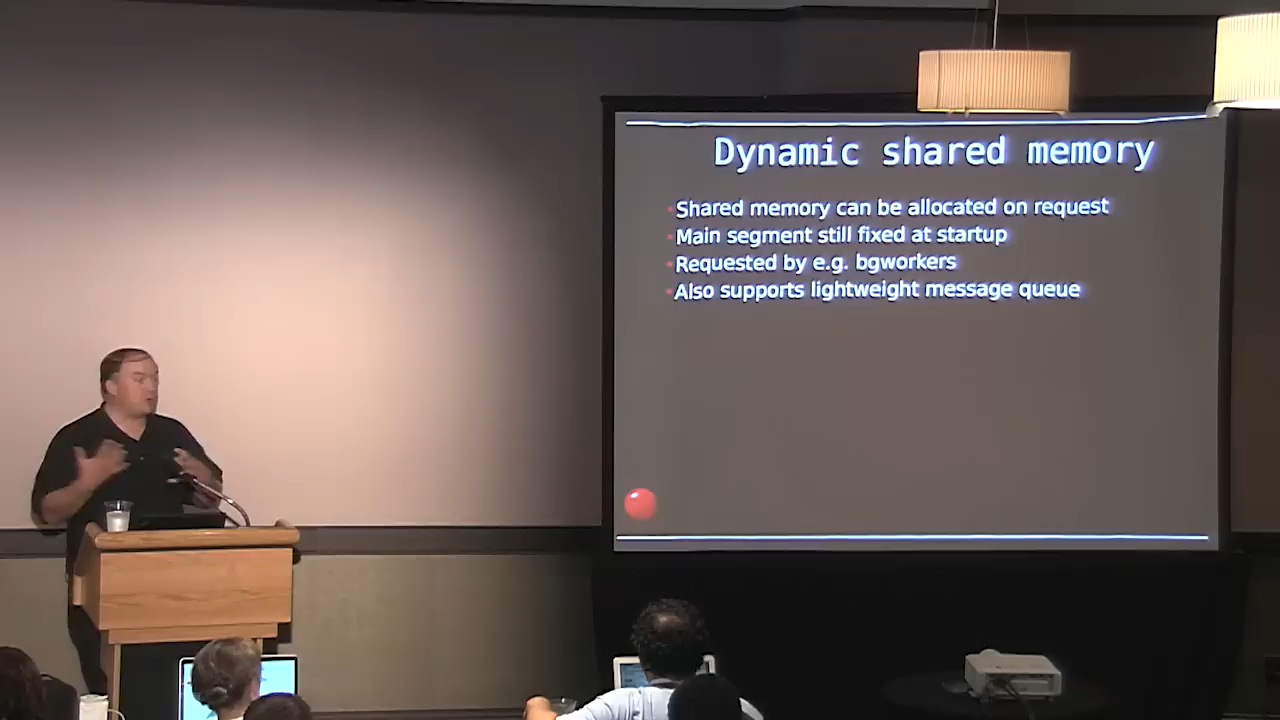 Dynamic shared memory
Shared memory can be allocated on request
Main segment still fixed at startup
Requested by e.g. bgworkers
Also supports lightweight message queue